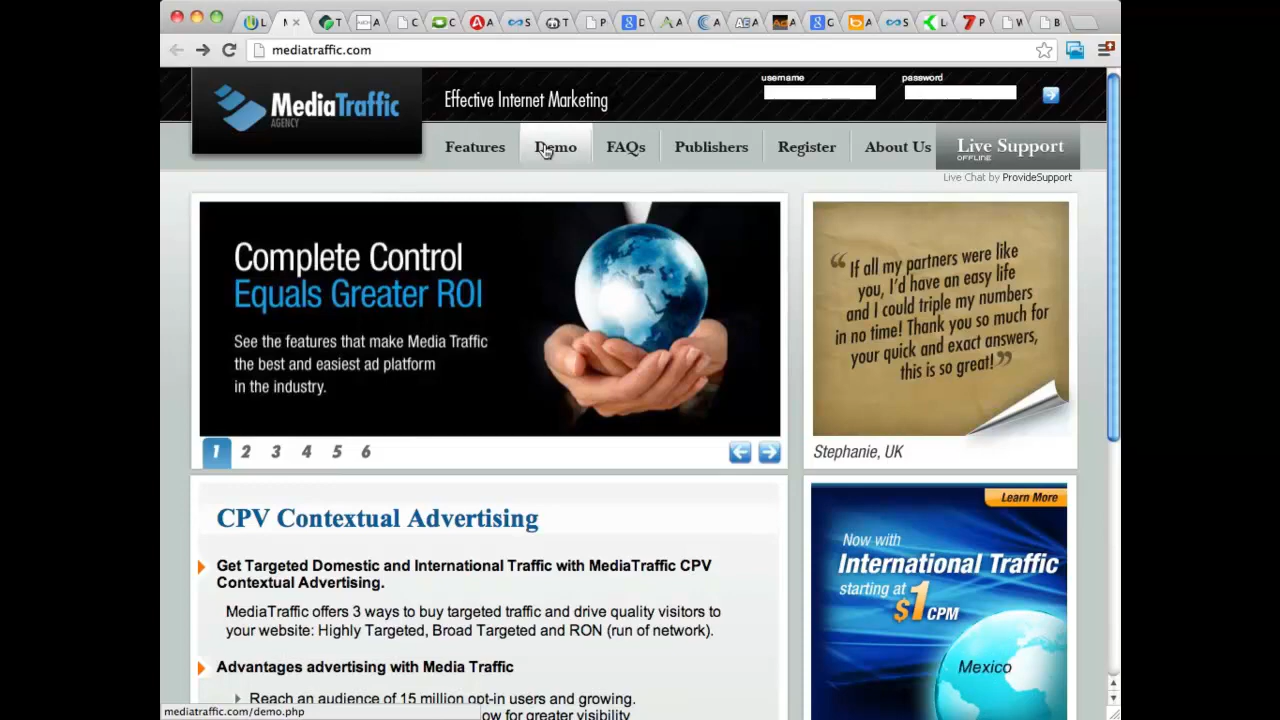 L
M
T
A
C
C
A
S
T
P
D
A
A
A
A
C
A
S
L
P
V
B
mediatraffic.com
MediaTraffic
AGENCY
Effective Internet Marketing
username
password
Features
Demo
FAQs
Publishers
Register
About Us
Live Support
OFFLINE
Live Chat by ProvideSupport
Complete Control
Equals Greater ROI
See the features that make Media Traffic
the best and easiest ad platform
in the industry.
1 2 3 4 5 6
“If all my partners were like
you, I'd have an easy life
and I could triple my numbers
in no time! Thank you so much for
your quick and exact answers,
this is so great!”
Stephanie, UK
CPV Contextual Advertising
Get Targeted Domestic and International Traffic with MediaTraffic CPV
Contextual Advertising.
MediaTraffic offers 3 ways to buy targeted traffic and drive quality visitors to
your website: Highly Targeted, Broad Targeted and RON (run of network).
Advantages advertising with Media Traffic
Reach an audience of 15 million opt-in users and growing.
ow for greater visibility
Learn More
Now with
International Traffic
starting at
$1 CPM
Mexico
mediatraffic.com/demo.php